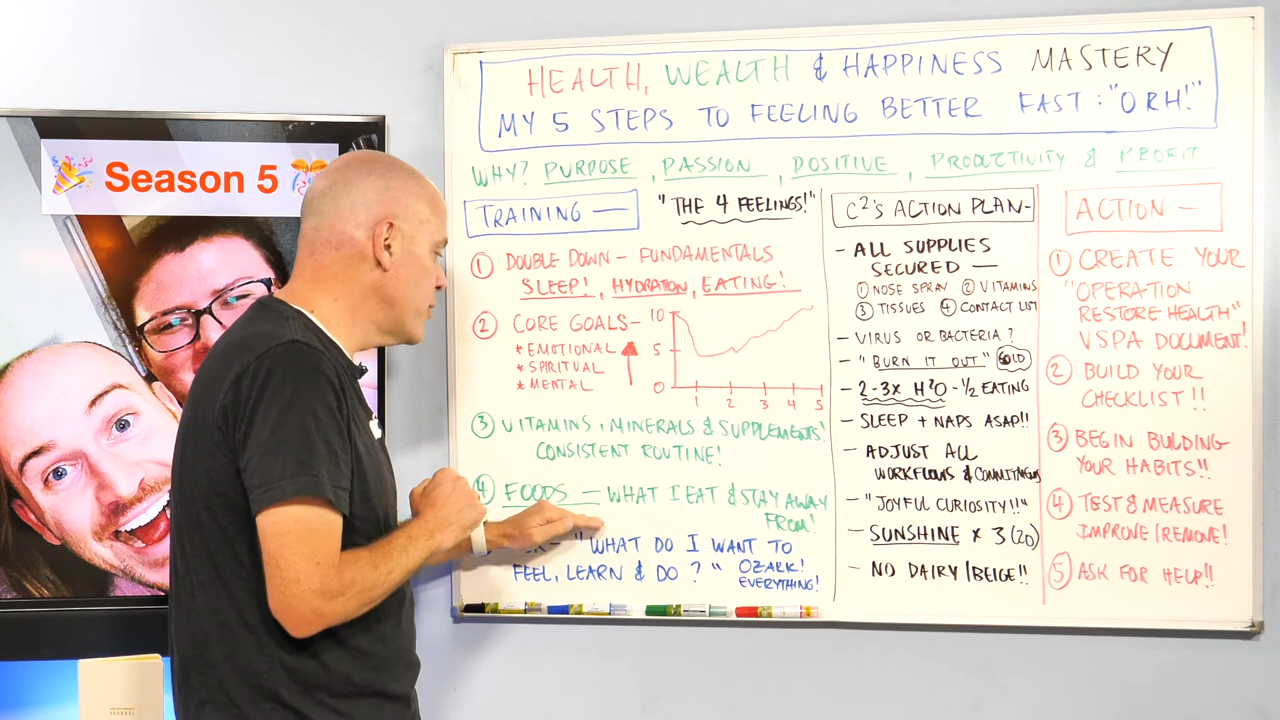 Season 5
HEALTH, WEALTH & HAPPINESS MASTERY
MY 5 STEPS TO FEELING BETTER FAST: "ORH!"
WHY? PURPOSE, PASSION, POSITIVE, PRODUCTIVITY & PROFIT
TRAINING —
"THE 4 FEELINGS!"
① DOUBLE DOWN - FUNDAMENTALS
SLEEP!, HYDRATION, EATING!
② CORE GOALS-
* EMOTIONAL
* SPIRITUAL
* MENTAL
10
5
0
1 2 3 4 5
③ VITAMINS, MINERALS & SUPPLEMENTS!
CONSISTENT ROUTINE!
④ FOODS - WHAT I EAT & STAY AWAY
FROM!
- "WHAT DO I WANT TO
FEEL, LEARN & DO?" OZARK!
EVERYTHING!
C²'S ACTION PLAN-
- ALL SUPPLIES
SECURED —
① NOSE SPRAY ② VITAMINS
③ TISSUES ④ CONTACT LIST
- VIRUS OR BACTERIA?
- "BURN IT OUT"
- 2-3X H²O - 1/2 EATING
- SLEEP + NAPS ASAP!!
- ADJUST ALL
WORKFLOWS & COMMITMENTS
- "JOYFUL CURIOSITY!!"
- SUNSHINE x 3 (20)
- NO DAIRY/BEIGE!!
ACTION —
① CREATE YOUR
"OPERATION
RESTORE HEALTH"
VSPA DOCUMENT!
② BUILD YOUR
CHECKLIST!!
③ BEGIN BUILDING
YOUR HABITS!!
④ TEST & MEASURE
IMPROVE/REMOVE!
⑤ ASK FOR HELP!!
JOURNAL